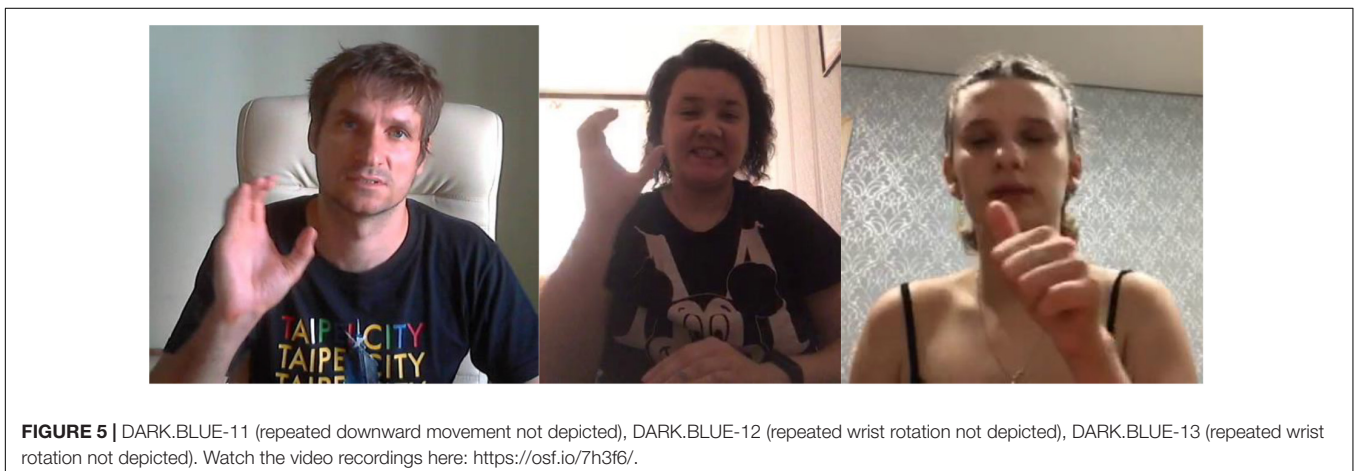 TAIPEI CITY
TAIPE CITY
FIGURE 5 | DARK.BLUE-11 (repeated downward movement not depicted), DARK.BLUE-12 (repeated wrist rotation not depicted), DARK.BLUE-13 (repeated wrist
rotation not depicted). Watch the video recordings here: https://osf.io/7h3f6/.